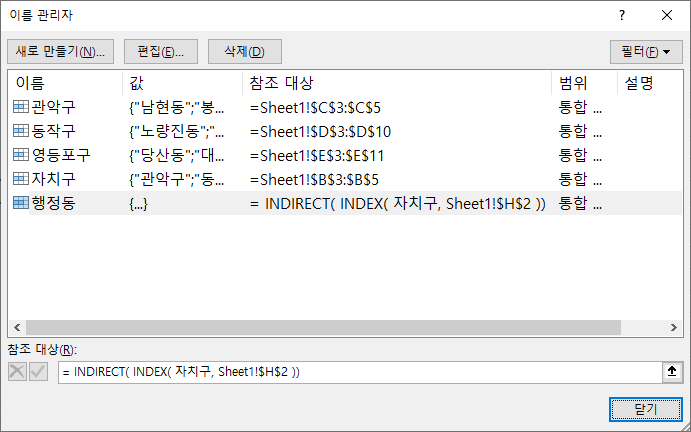 이름 관리자 ? ×
새로 만들기(N)... 편집(E)... 삭제(D) 필터(F)
이름 값 참조 대상 범위 설명
관악구 {"남현동";"봉... =Sheet1!$C$3:$C$5 통합 ...
동작구 {"노량진동";"... =Sheet1!$D$3:$D$10 통합 ...
영등포구 {"당산동";"대... =Sheet1!$E$3:$E$11 통합 ...
자치구 {"관악구";"동... =Sheet1!$B$3:$B$5 통합 ...
행정동 {...} = INDIRECT( INDEX( 자치구, Sheet1!$H$2 )) 통합 ...
참조 대상(R):
= INDIRECT( INDEX( 자치구, Sheet1!$H$2 ))
닫기